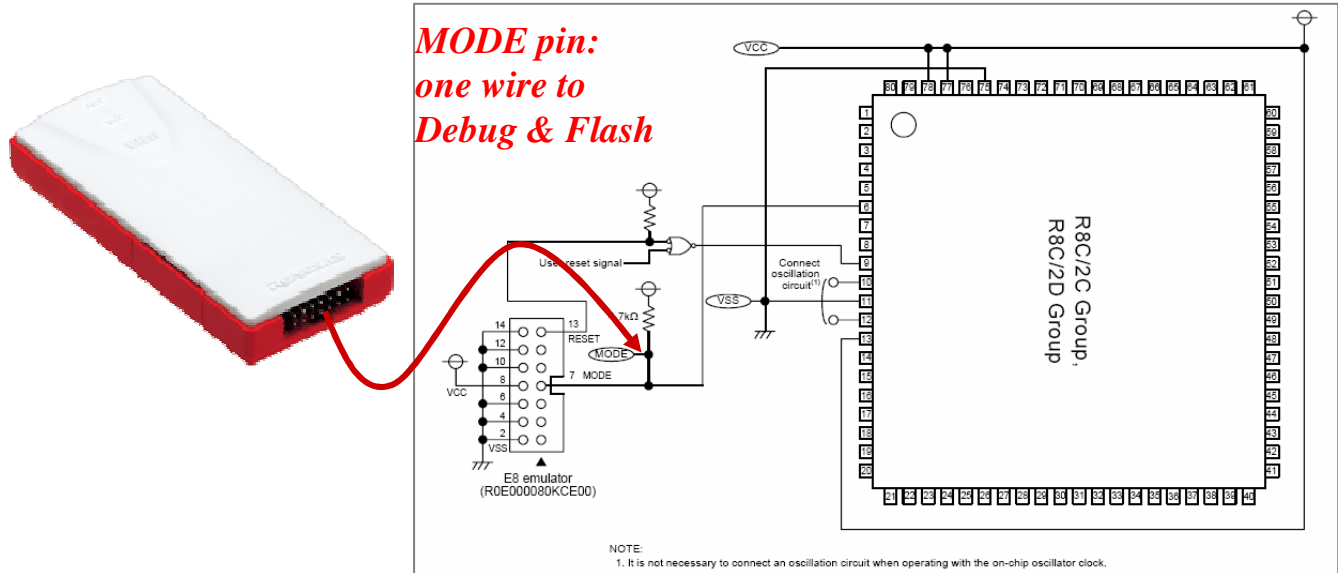 MODE pin:
one wire to
Debug & Flash
VCC
80 79 78 77 76 75 74 73 72 71 70 69 68 67 66 65 64 63 62 61
1
2
3
4
5
6
7
8
9
10
11
12
13
14
15
16
17
18
19
20
60
59
58
57
56
55
54
53
52
51
50
49
48
47
46
45
44
43
42
41
21 22 23 24 25 26 27 28 29 30 31 32 33 34 35 36 37 38 39 40
R8C/2C Group,
R8C/2D Group
User reset signal
Connect
oscillation
circuit(1)
VSS
7kΩ
MODE
14
13
RESET
12
10
7 MODE
8
VCC
6
4
2
VSS
E8 emulator
(R0E000080KCE00)
NOTE:
1. It is not necessary to connect an oscillation circuit when operating with the on-chip oscillator clock.